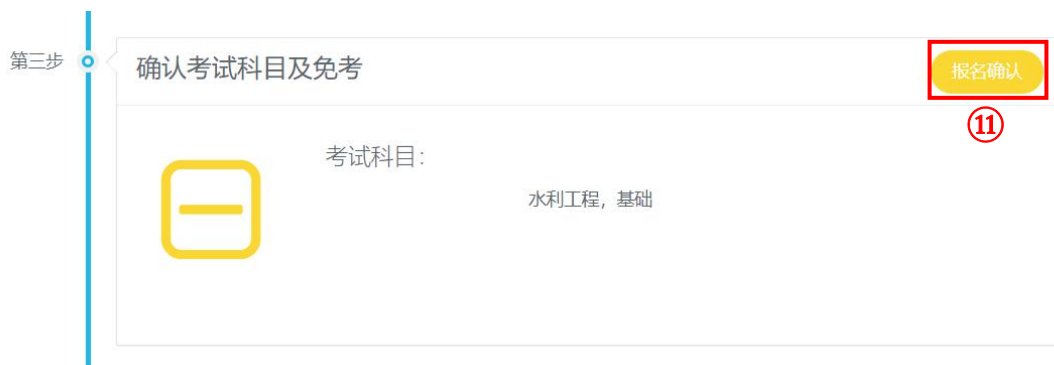 第三步
确认考试科目及免考
报名确认
⑪
考试科目：
水利工程，基础